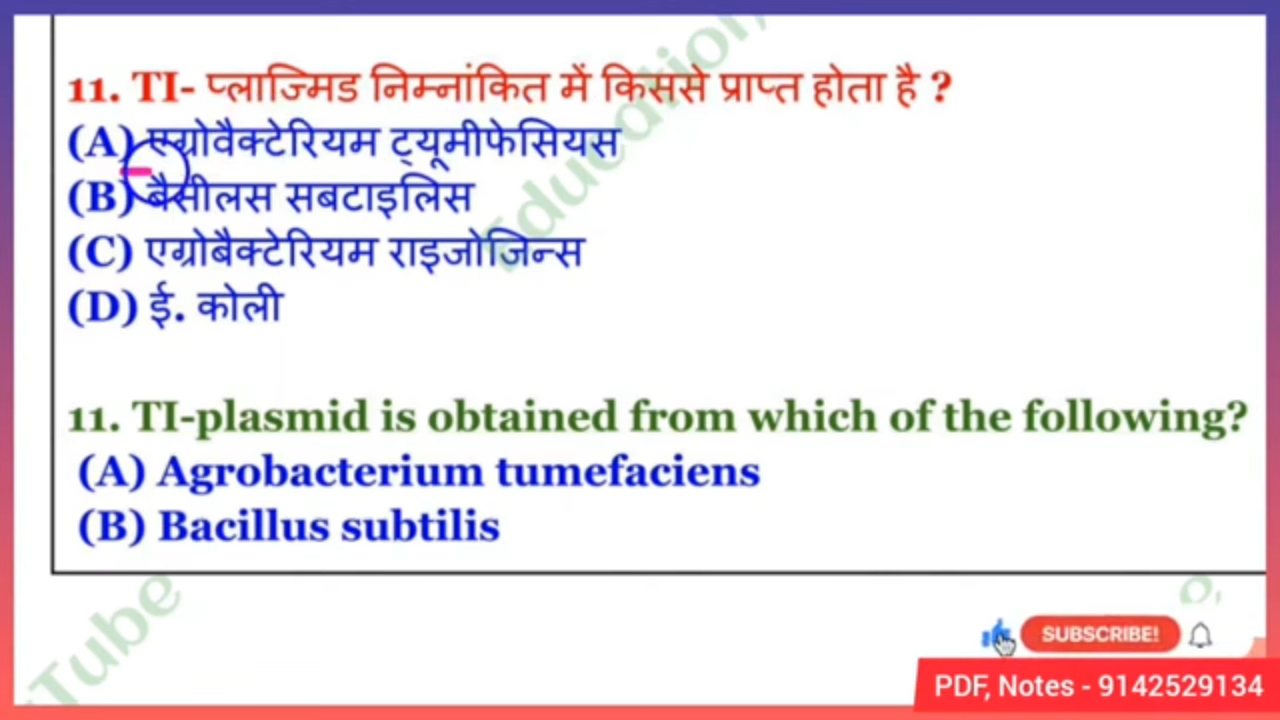 11. TI- प्लाज्मिड निम्नांकित में किससे प्राप्त होता है ?
(A) एग्रोवैक्टेरियम ट्यूमीफेसियस
(B) बैसीलस सबटाइलिस
(C) एग्रोबैक्टेरियम राइजोजिन्स
(D) ई. कोली
11. TI-plasmid is obtained from which of the following?
(A) Agrobacterium tumefaciens
(B) Bacillus subtilis
SUBSCRIBE!
PDF, Notes - 9142529134